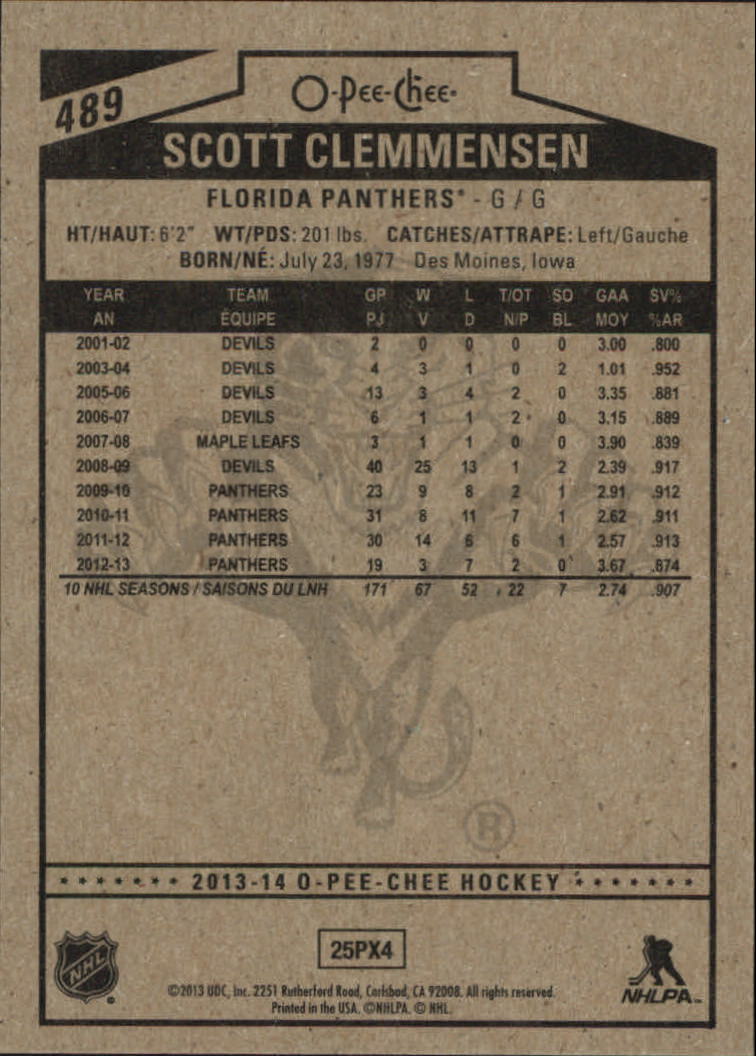 O-Pee-Chee
489
SCOTT CLEMMENSEN
FLORIDA PANTHERS* - G / G
HT/HAUT: 6'2" WT/PDS: 201 lbs. CATCHES/ATTRAPE: Left/Gauche
BORN/NÉ: July 23, 1977 Des Moines, Iowa
YEAR TEAM GP W L T/OT SO GAA SV%
AN ÉQUIPE PJ V D N/P BL MOY %AR
2001-02 DEVILS 2 0 0 0 0 3.00 .800
2003-04 DEVILS 4 3 1 0 2 1.01 .952
2005-06 DEVILS 13 3 4 2 0 3.35 .881
2006-07 DEVILS 6 1 1 2 0 3.15 .889
2007-08 MAPLE LEAFS 3 1 1 0 0 3.90 .839
2008-09 DEVILS 40 25 13 1 2 2.39 .917
2009-10 PANTHERS 23 9 8 2 1 2.91 .912
2010-11 PANTHERS 31 8 11 7 1 2.62 .911
2011-12 PANTHERS 30 14 6 6 1 2.57 .913
2012-13 PANTHERS 19 3 7 2 0 3.67 .874
10 NHL SEASONS / SAISONS DU LNH 171 67 52 22 7 2.74 .907
®
* * * * * * * 2013-14 O-PEE-CHEE HOCKEY * * * * * * *
25PX4
NHL
NHLPA™
©2013 UDC, Inc. 2251 Rutherford Road, Carlsbad, CA 92008. All rights reserved.
Printed in the USA. ©NHLPA. © NHL.